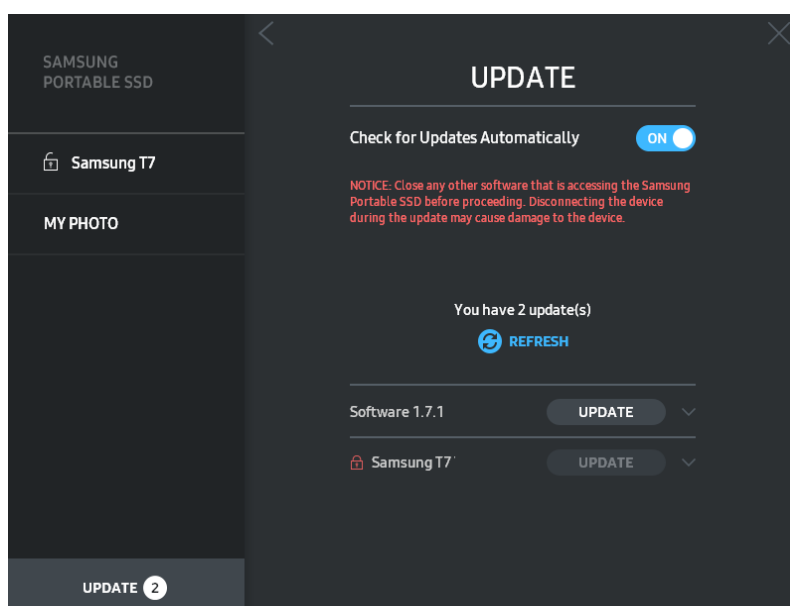 SAMSUNG
PORTABLE SSD
Samsung T7
MY PHOTO
UPDATE 2
UPDATE
Check for Updates Automatically ON
NOTICE: Close any other software that is accessing the Samsung
Portable SSD before proceeding. Disconnecting the device
during the update may cause damage to the device.
You have 2 update(s)
REFRESH
Software 1.7.1 UPDATE
Samsung T7 UPDATE